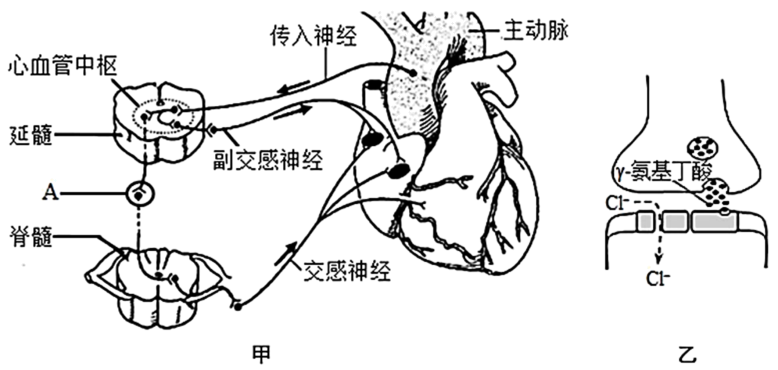 传入神经
主动脉
心血管中枢
延髓
副交感神经
A
脊髓
交感神经
甲
γ-氨基丁酸
Cl⁻
Cl⁻
乙